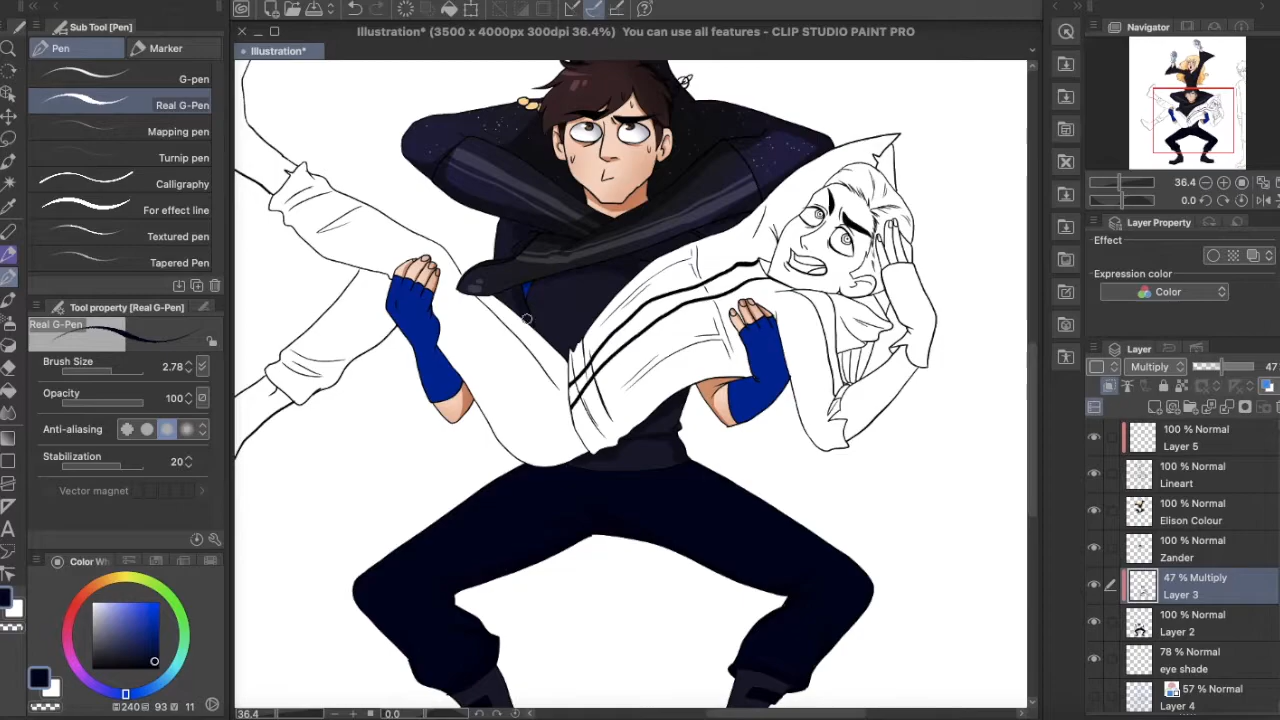 Illustration* (3500 x 4000px 300dpi 36.4%) You can use all features - CLIP STUDIO PAINT PRO
Sub Tool [Pen]
Pen
Marker
G-pen
Real G-Pen
Mapping pen
Turnip pen
Calligraphy
For effect line
Textured pen
Tapered Pen
Tool property [Real G-Pen]
Real G-Pen
Brush Size
2.78
Opacity
100
Anti-aliasing
Stabilization
20
Vector magnet
Color Wh
240 93 V 11
Illustration*
36.4
0.0
Navigator
36.4
0.0
Layer Property
Effect
Expression color
Color
Layer
Multiply
47
100 % Normal
Layer 5
100 % Normal
Lineart
100 % Normal
Elison Colour
100 % Normal
Zander
47 % Multiply
Layer 3
100 % Normal
Layer 2
78 % Normal
eye shade
57 % Normal
Layer 4